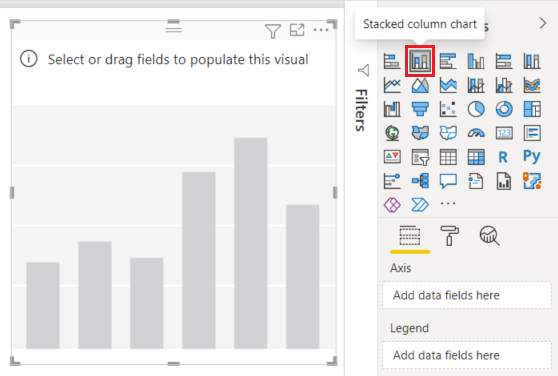 Stacked column chart
s
Select or drag fields to populate this visual
Filters
123
R
Py
Axis
Add data fields here
Legend
Add data fields here